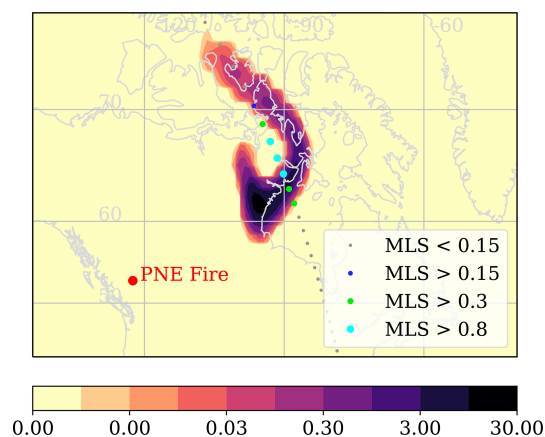 -120 -90 -60
70
60
PNE Fire
MLS < 0.15
MLS > 0.15
MLS > 0.3
MLS > 0.8
0.00 0.00 0.03 0.30 3.00 30.00